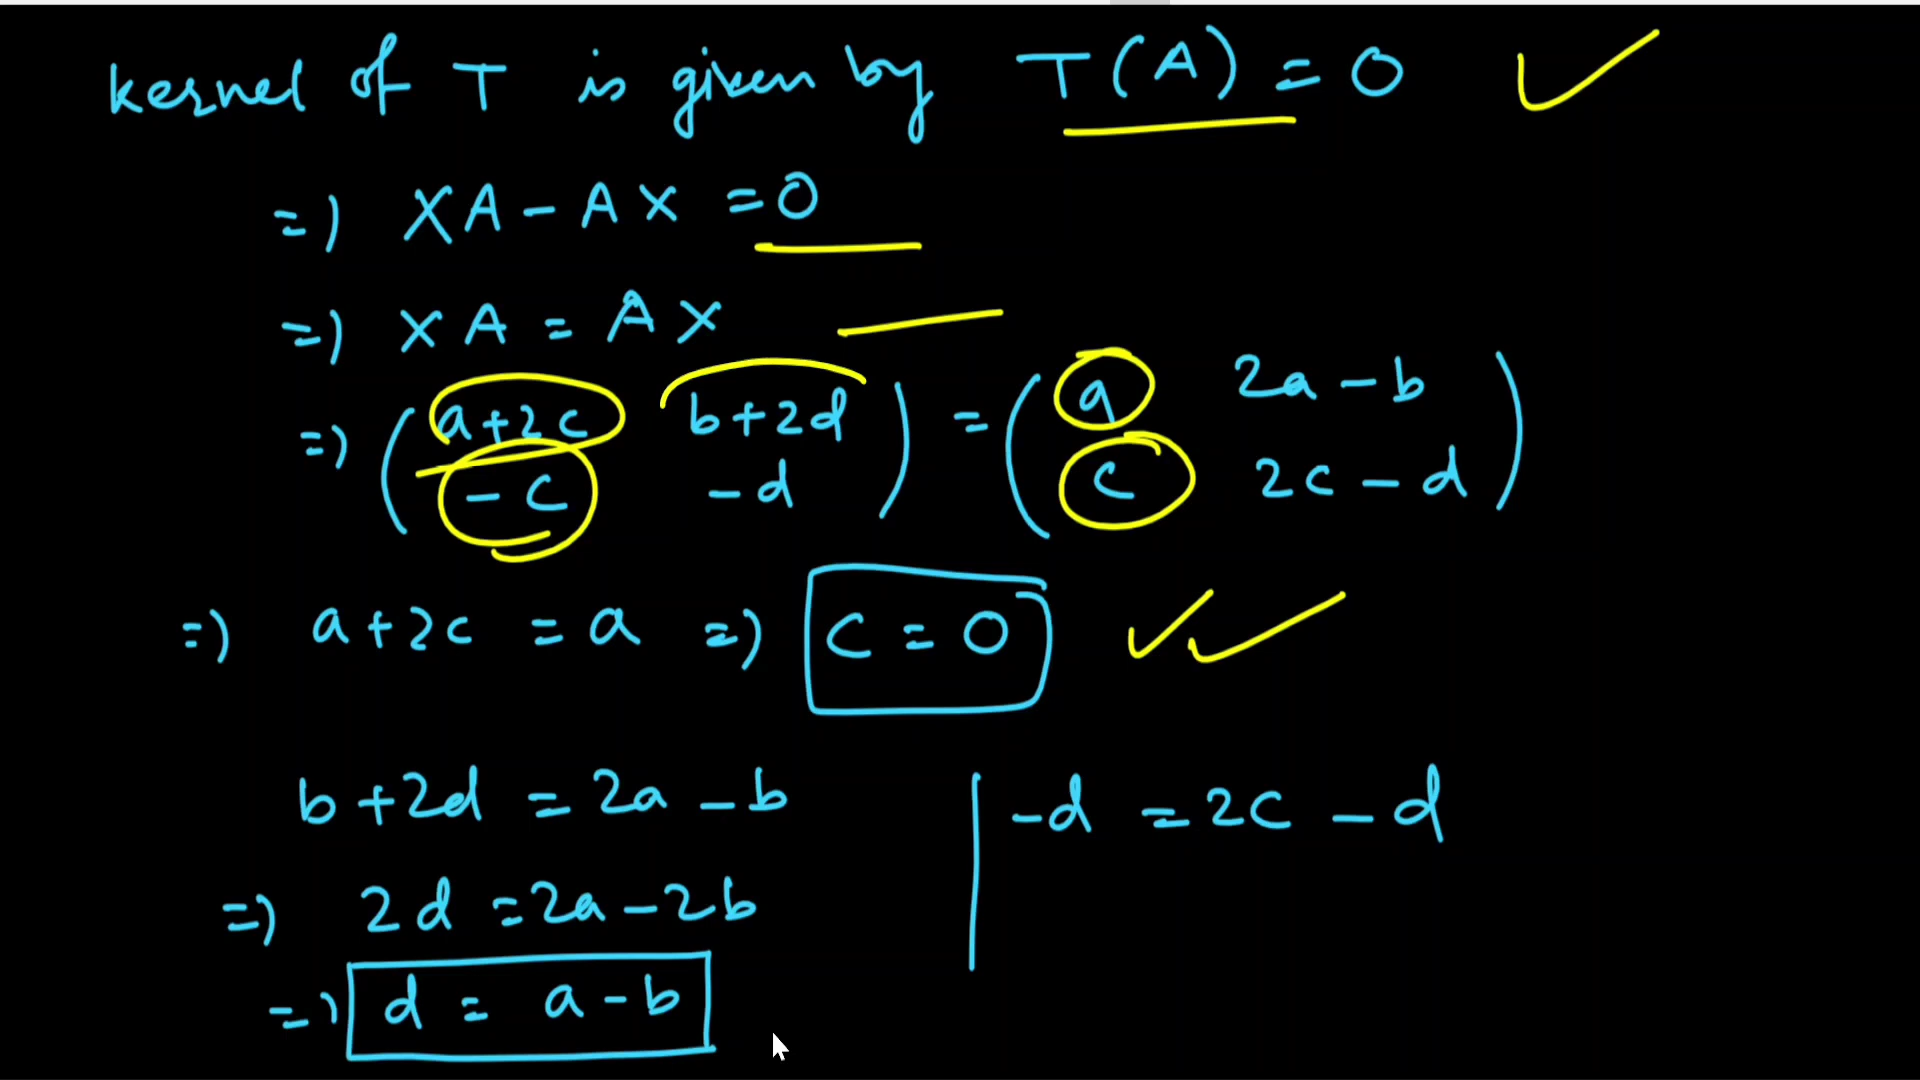 kernel of T is given by T(A) = 0
=) XA - AX = 0
=) XA = AX
=) ( a+2c b+2d ) = ( a 2a - b )
( -c -d ) ( c 2c - d )
=) a+2c = a =) c = 0
b+2d = 2a - b | -d = 2c - d
=) 2d = 2a - 2b
=) d = a - b